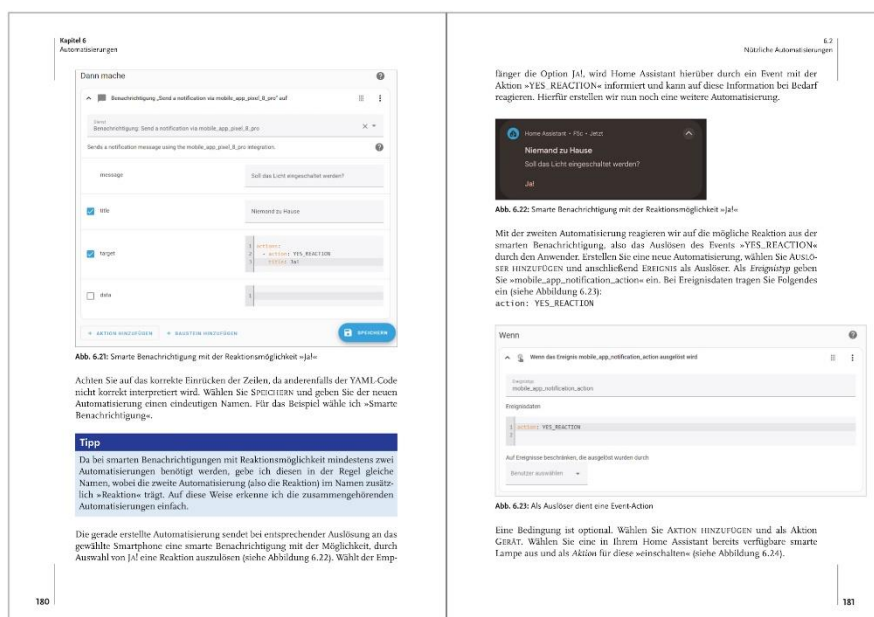 Kapitel 6
Automatisierungen
Dann mache
Benachrichtigung „Send a notification via mobile_app_pixel_8_pro" auf
Dienst
Benachrichtigung: Send a notification via mobile_app_pixel_8_pro
Sends a notification message using the mobile_app_pixel_8_pro integration.
message
Soll das Licht eingeschaltet werden?
title
Niemand zu Hause
target
1 actions:
2 - action: YES_REACTION
3 title: Ja!
data
1
+ AKTION HINZUFÜGEN + BAUSTEIN HINZUFÜGEN
SPEICHERN
Abb. 6.21: Smarte Benachrichtigung mit der Reaktionsmöglichkeit »Ja!«
Achten Sie auf das korrekte Einrücken der Zeilen, da anderenfalls der YAML-Code
nicht korrekt interpretiert wird. Wählen Sie SPEICHERN und geben Sie der neuen
Automatisierung einen eindeutigen Namen. Für das Beispiel wähle ich »Smarte
Benachrichtigung«.
Tipp
Da bei smarten Benachrichtigungen mit Reaktionsmöglichkeit mindestens zwei
Automatisierungen benötigt werden, gebe ich diesen in der Regel gleiche
Namen, wobei die zweite Automatisierung (also die Reaktion) im Namen zusätz-
lich »Reaktion« trägt. Auf diese Weise erkenne ich die zusammengehörenden
Automatisierungen einfach.
Die gerade erstellte Automatisierung sendet bei entsprechender Auslösung an das
gewählte Smartphone eine smarte Benachrichtigung mit der Möglichkeit, durch
Auswahl von JA! eine Reaktion auszulösen (siehe Abbildung 6.22). Wählt der Emp-
180
6.2
Nützliche Automatisierungen
fänger die Option JA!, wird Home Assistant hierüber durch ein Event mit der
Aktion »YES_REACTION« informiert und kann auf diese Information bei Bedarf
reagieren. Hierfür erstellen wir nun noch eine weitere Automatisierung.
Home Assistant • FSc • Jetzt
Niemand zu Hause
Soll das Licht eingeschaltet werden?
Ja!
Abb. 6.22: Smarte Benachrichtigung mit der Reaktionsmöglichkeit »Ja!«
Mit der zweiten Automatisierung reagieren wir auf die mögliche Reaktion aus der
smarten Benachrichtigung, also das Auslösen des Events »YES_REACTION«
durch den Anwender. Erstellen Sie eine neue Automatisierung, wählen Sie AUSLÖ-
SER HINZUFÜGEN und anschließend EREIGNIS als Auslöser. Als Ereignistyp geben
Sie »mobile_app_notification_action« ein. Bei Ereignisdaten tragen Sie Folgendes
ein (siehe Abbildung 6.23):
action: YES_REACTION
Wenn
Wenn das Ereignis mobile_app_notification_action ausgelöst wird
Ereignistyp
mobile_app_notification_action
Ereignisdaten
1 action: YES_REACTION
2
Auf Ereignisse beschränken, die ausgelöst wurden durch
Benutzer auswählen
Abb. 6.23: Als Auslöser dient eine Event-Action
Eine Bedingung ist optional. Wählen Sie AKTION HINZUFÜGEN und als Aktion
GERÄT. Wählen Sie eine in Ihrem Home Assistant bereits verfügbare smarte
Lampe aus und als Aktion für diese »einschalten« (siehe Abbildung 6.24).
181